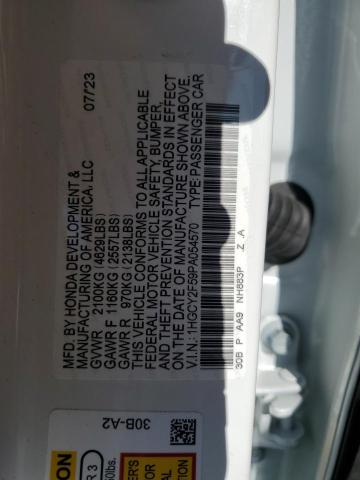 MFD. BY HONDA DEVELOPMENT &
MANUFACTURING OF AMERICA, LLC 07/23
GVWR 2100KG (4629LBS)
GAWR F 1160KG (2557LBS)
GAWR R 970KG (2138LBS)
THIS VEHICLE CONFORMS TO ALL APPLICABLE
FEDERAL MOTOR VEHICLE SAFETY, BUMPER,
AND THEFT PREVENTION STANDARDS IN EFFECT
ON THE DATE OF MANUFACTURE SHOWN ABOVE.
V.I.N.: 1HGCY2F59PA054570 TYPE: PASSENGER CAR
30B P AA9 NH883P Z .A
30B-A2
ION
R 3